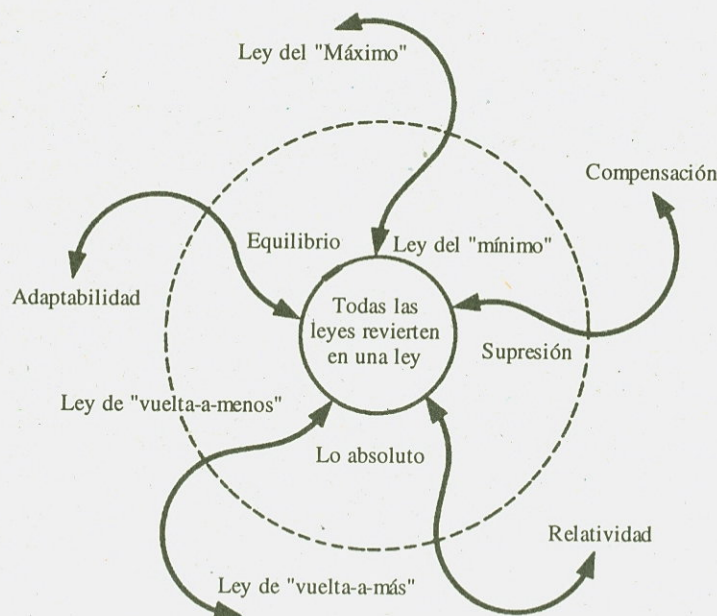 Ley del "Máximo"
Compensación
Equilibrio
Ley del "mínimo"
Adaptabilidad
Todas las
leyes revierten
en una ley
Supresión
Ley de "vuelta-a-menos"
Lo absoluto
Relatividad
Ley de "vuelta-a-más"